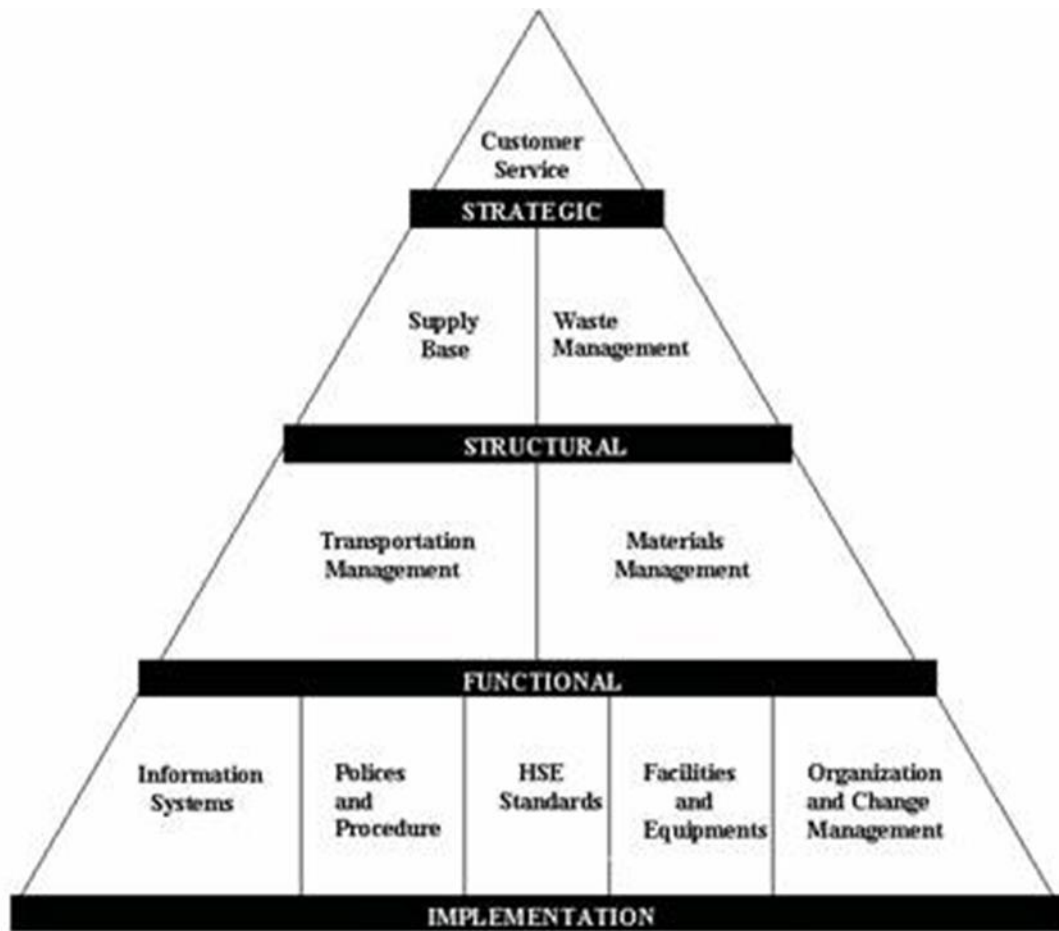 Customer
Service
STRATEGIC
Supply
Base
Waste
Management
STRUCTURAL
Transportation
Management
Materials
Management
FUNCTIONAL
Information
Systems
Polices
and
Procedure
HSE
Standards
Facilities
and
Equipments
Organization
and Change
Management
IMPLEMENTATION